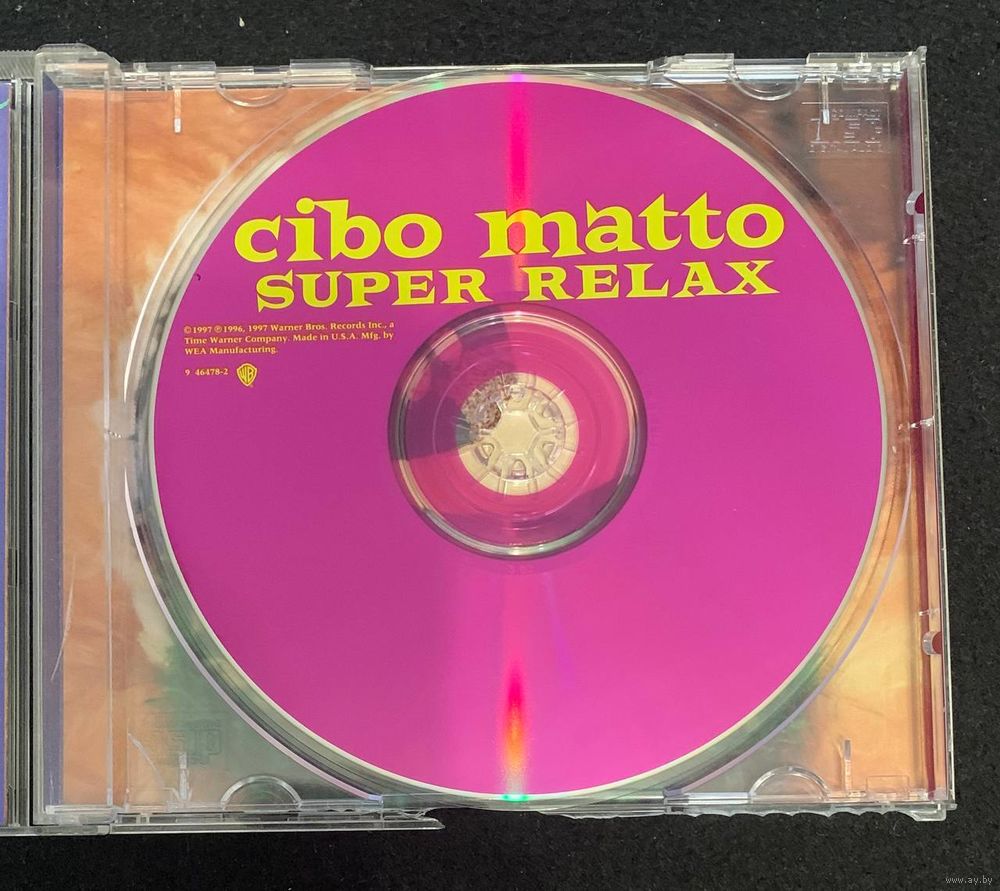 cibo matto
SUPER RELAX
©1997 ℗1996, 1997 Warner Bros. Records Inc., a
Time Warner Company. Made in U.S.A. Mfg. by
WEA Manufacturing.
9 46478-2
WB
COMPACT
www.ay.by